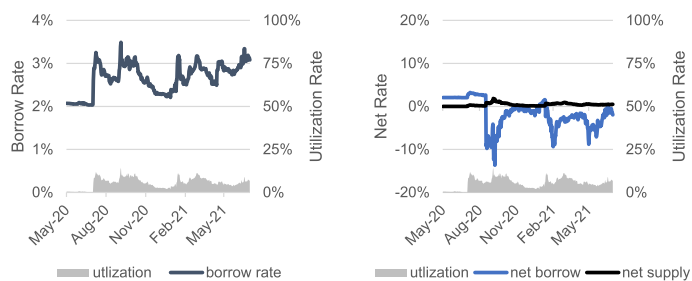 4%
3%
2%
1%
0%
Borrow Rate
100%
75%
50%
25%
0%
Utilization Rate
May-20
Aug-20
Nov-20
Feb-21
May-21
utlization
borrow rate
20%
10%
0%
-10%
-20%
Net Rate
100%
75%
50%
25%
0%
Utilization Rate
May-20
Aug-20
Nov-20
Feb-21
May-21
utlization
net borrow
net supply